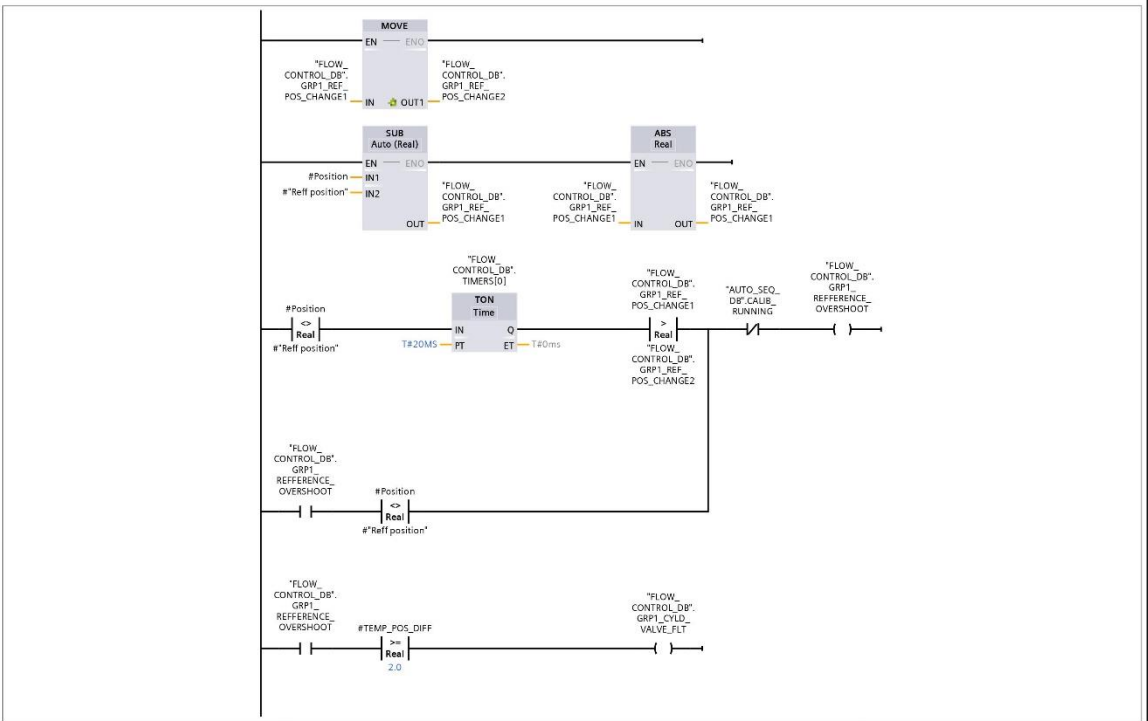 MOVE
EN
ENO
"FLOW_
CONTROL_DB".
GRP1_REF_
POS_CHANGE1
IN
OUT1
"FLOW_
CONTROL_DB".
GRP1_REF_
POS_CHANGE2
SUB
Auto (Real)
EN
ENO
#Position
IN1
#"Reff position"
IN2
OUT
"FLOW_
CONTROL_DB".
GRP1_REF_
POS_CHANGE1
ABS
Real
EN
ENO
"FLOW_
CONTROL_DB".
GRP1_REF_
POS_CHANGE1
IN
OUT
"FLOW_
CONTROL_DB".
GRP1_REF_
POS_CHANGE1
#Position
<>
Real
#"Reff position"
"FLOW_
CONTROL_DB".
TIMERS[0]
TON
Time
IN
Q
T#20MS
PT
ET
T#0ms
"FLOW_
CONTROL_DB".
GRP1_REF_
POS_CHANGE1
>
Real
"FLOW_
CONTROL_DB".
GRP1_REF_
POS_CHANGE2
"AUTO_SEQ_
DB".CALIB_
RUNNING
"FLOW_
CONTROL_DB".
GRP1_
REFFERENCE_
OVERSHOOT
"FLOW_
CONTROL_DB".
GRP1_
REFFERENCE_
OVERSHOOT
#Position
<>
Real
#"Reff position"
"FLOW_
CONTROL_DB".
GRP1_
REFFERENCE_
OVERSHOOT
#TEMP_POS_DIFF
>=
Real
2.0
"FLOW_
CONTROL_DB".
GRP1_CYLD_
VALVE_FLT